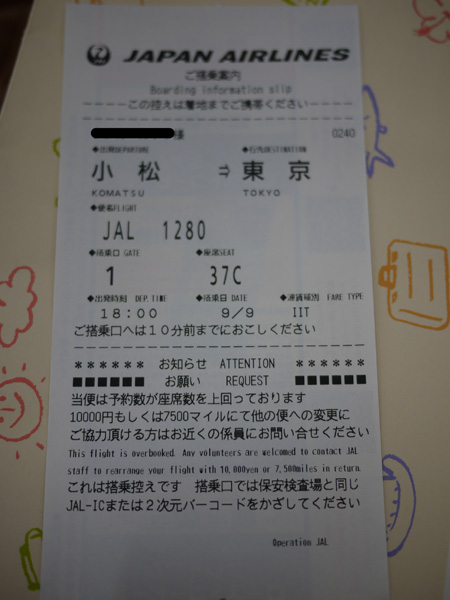 JAPAN AIRLINES
ご搭乗案内
Boarding information slip
-----この控えは着地までご携帯ください-----
様 0240
◆出発DEPARTURE ◆行先DESTINATION
小松 ⇨ 東京
KOMATSU TOKYO
◆便名FLIGHT
JAL 1280
◆搭乗口 GATE ◆座席SEAT
1 37C
◆出発時刻 DEP.TIME ◆搭乗日 DATE ◆運賃種別 FARE TYPE
18:00 9/9 IIT
ご搭乗口へは10分前までにおこしください
****** お知らせ ATTENTION ******
■■■■■■ お願い REQUEST ■■■■■■
当便は予約数が座席数を上回っております
10000円もしくは7500マイルにて他の便への変更に
ご協力頂ける方はお近くの係員にお問い合せください
This flight is overbooked. Any volunteers are welcomed to contact JAL
staff to rearrange your flight with 10,000yen or 7,500miles in return.
これは搭乗控えです 搭乗口では保安検査場と同じ
JAL-ICまたは2次元バーコードをかざしてください
Operation JAL